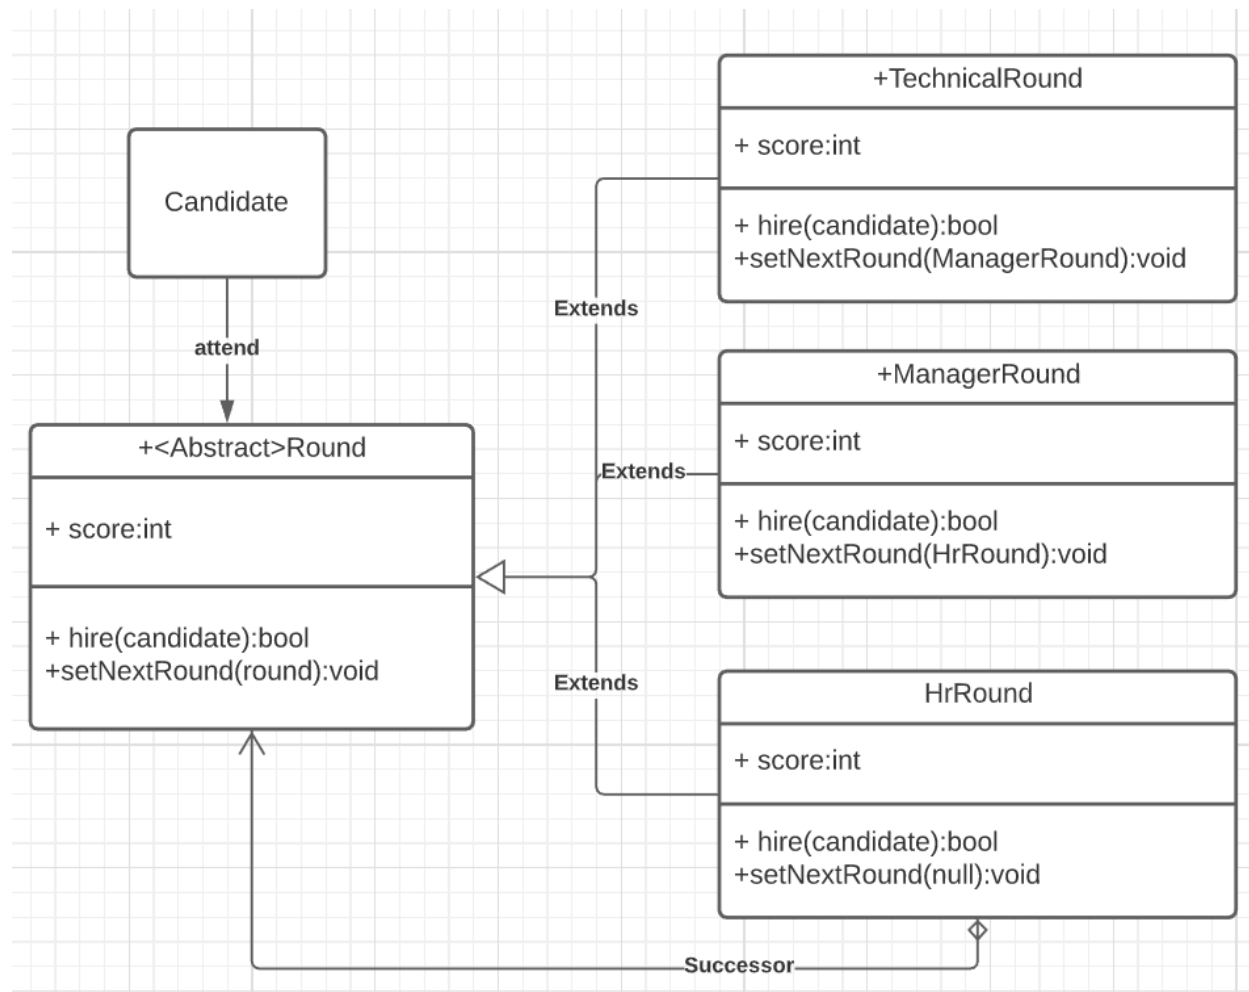 Candidate
attend
+<Abstract>Round
+ score:int
+ hire(candidate):bool
+setNextRound(round):void
Extends
Extends
Extends
+TechnicalRound
+ score:int
+ hire(candidate):bool
+setNextRound(ManagerRound):void
+ManagerRound
+ score:int
+ hire(candidate):bool
+setNextRound(HrRound):void
HrRound
+ score:int
+ hire(candidate):bool
+setNextRound(null):void
Successor